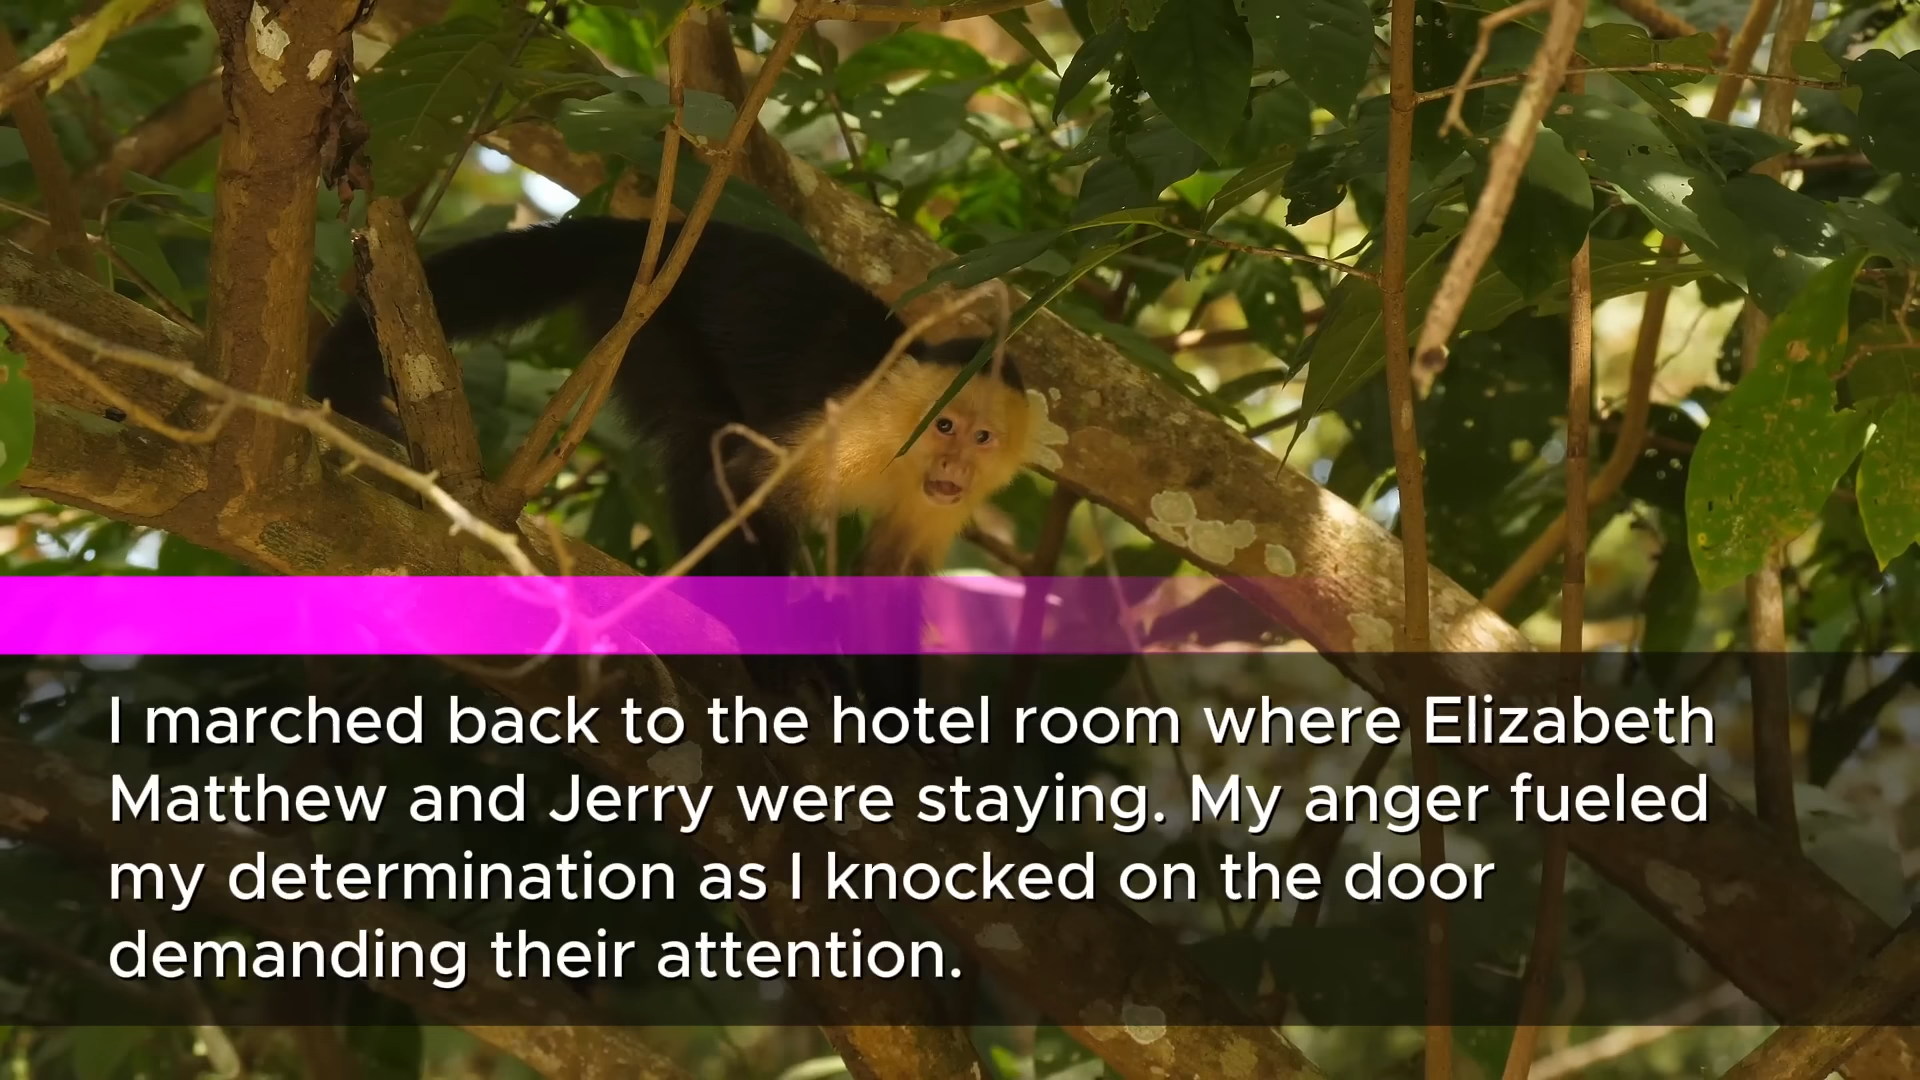 I marched back to the hotel room where Elizabeth
Matthew and Jerry were staying. My anger fueled
my determination as I knocked on the door
demanding their attention.